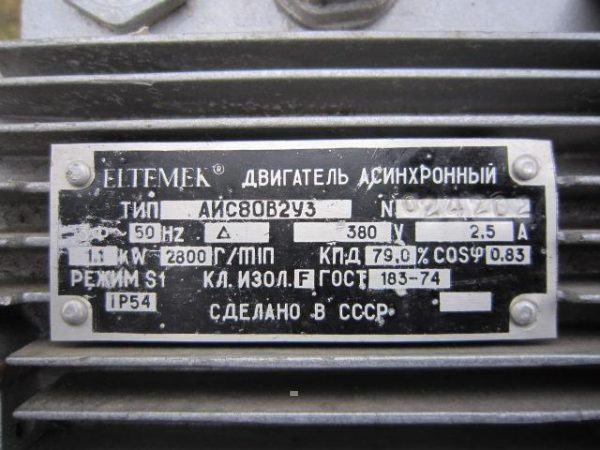 ELTEMEK® ДВИГАТЕЛЬ АСИНХРОННЫЙ
ТИП АИС80В2У3 N 024262
~ 50 Hz △ 380 V 2.5 A
1.1 kW 2800 Г/MIN КПД 79,0 % COSφ 0.83
РЕЖИМ S1 КЛ. ИЗОЛ. F ГОСТ 183-74
IP54 СДЕЛАНО В СССР